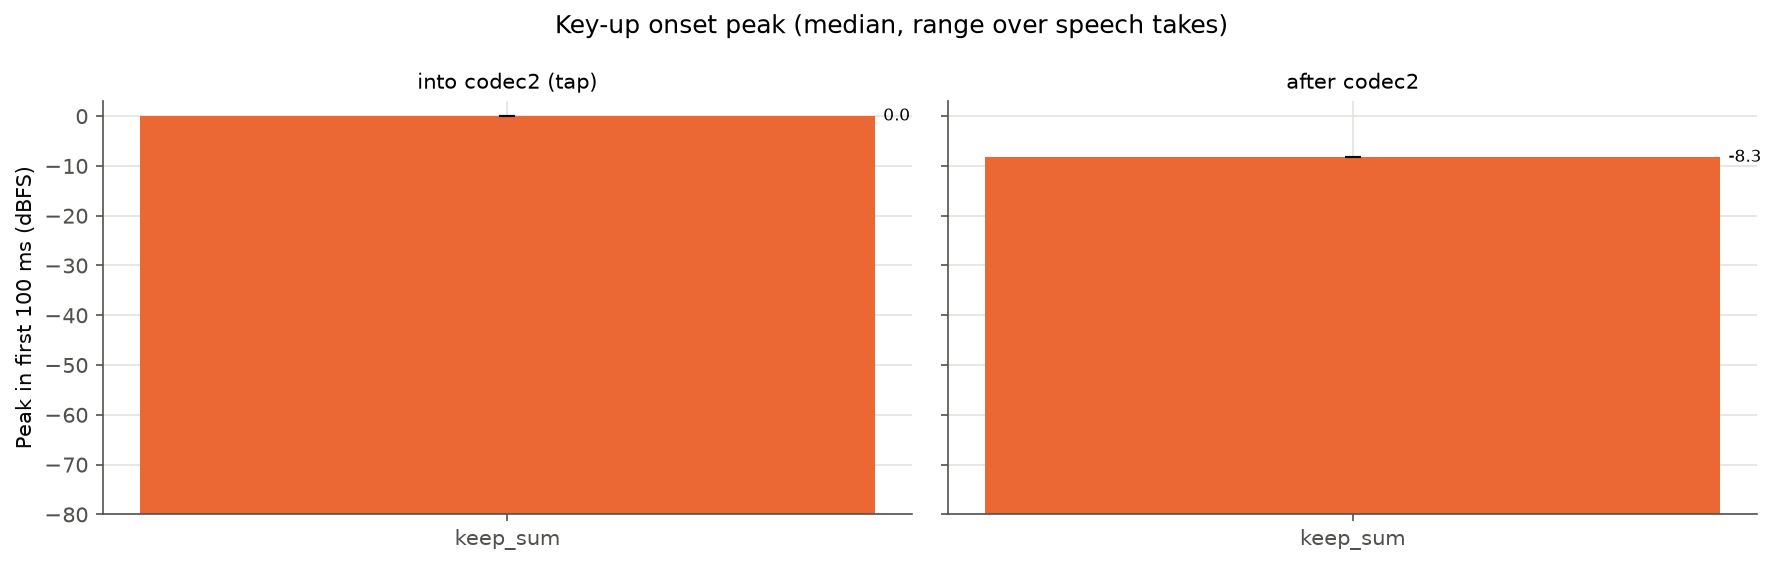 Key-up onset peak (median, range over speech takes)
into codec2 (tap)
after codec2
Peak in first 100 ms (dBFS)
0
−10
−20
−30
−40
−50
−60
−70
−80
0.0
-8.3
keep_sum
keep_sum